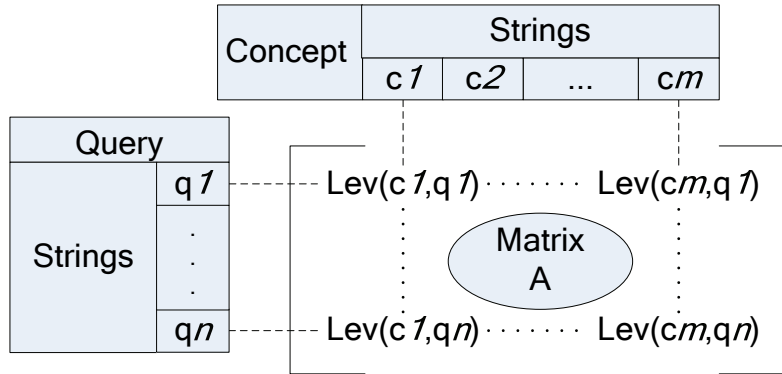 Concept
Strings
c1 c2 ... cm
Query
q1 Lev(c1,q1) · · · · · · Lev(cm,q1)
Strings
.
.
.
Matrix
A
qn Lev(c1,qn) · · · · · · Lev(cm,qn)